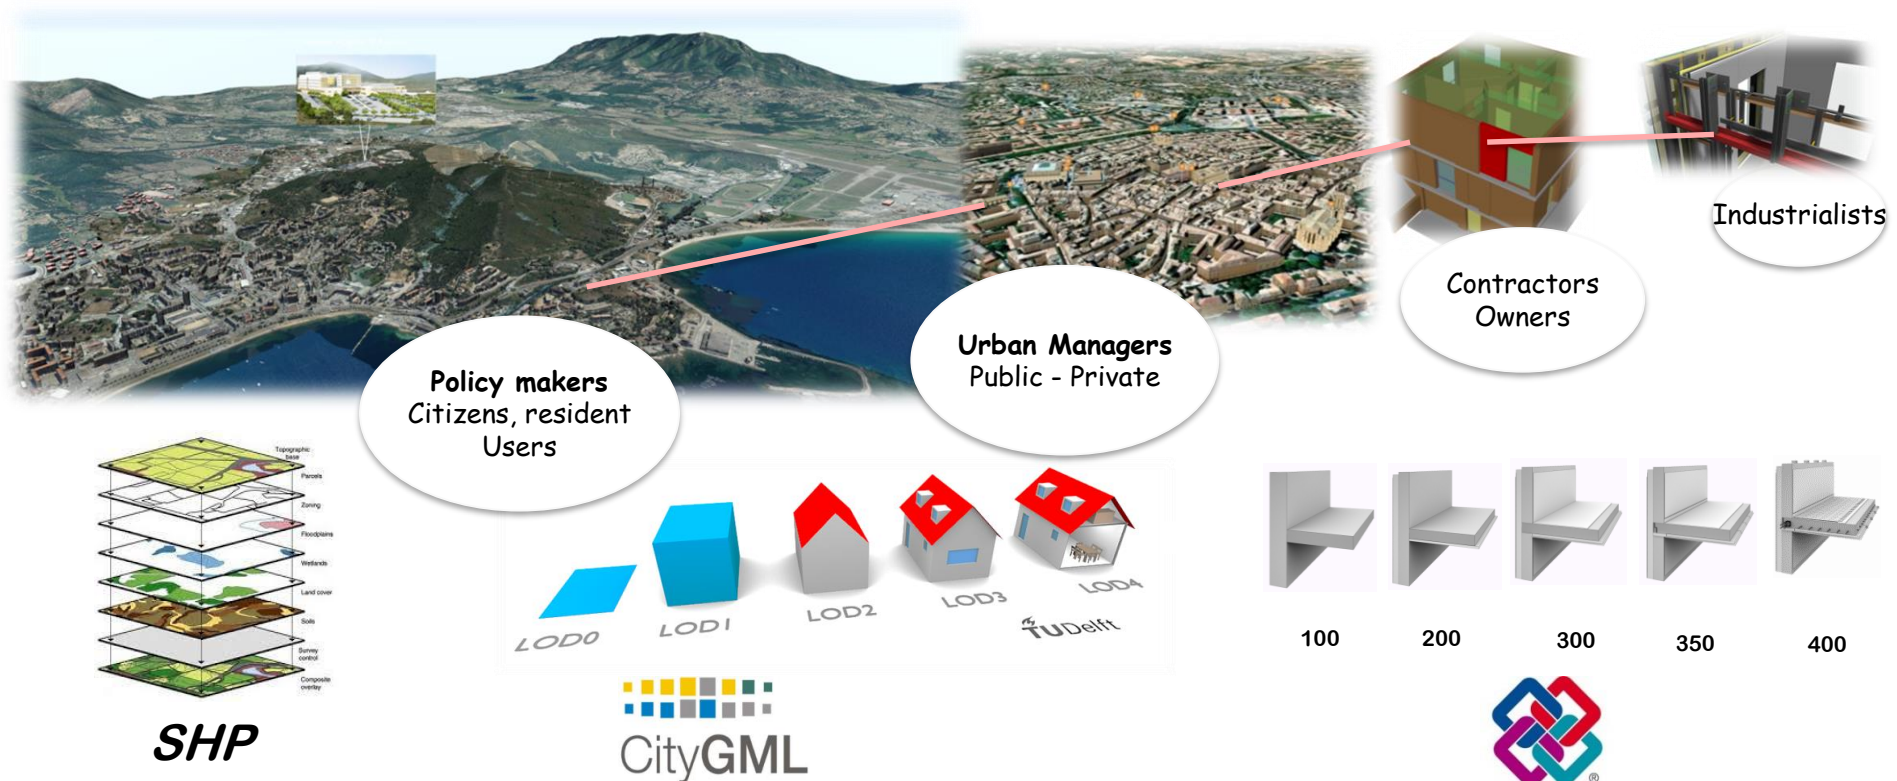 Industrialists
Contractors
Owners
Urban Managers
Public - Private
Policy makers
Citizens, resident
Users
Topographic
base
Parcels
Zoning
Floodplains
Wetlands
Land cover
Soils
Survey
control
Composite
overlay
SHP
LOD0
LOD1
LOD2
LOD3
LOD4
TUDelft
CityGML
100
200
300
350
400
®